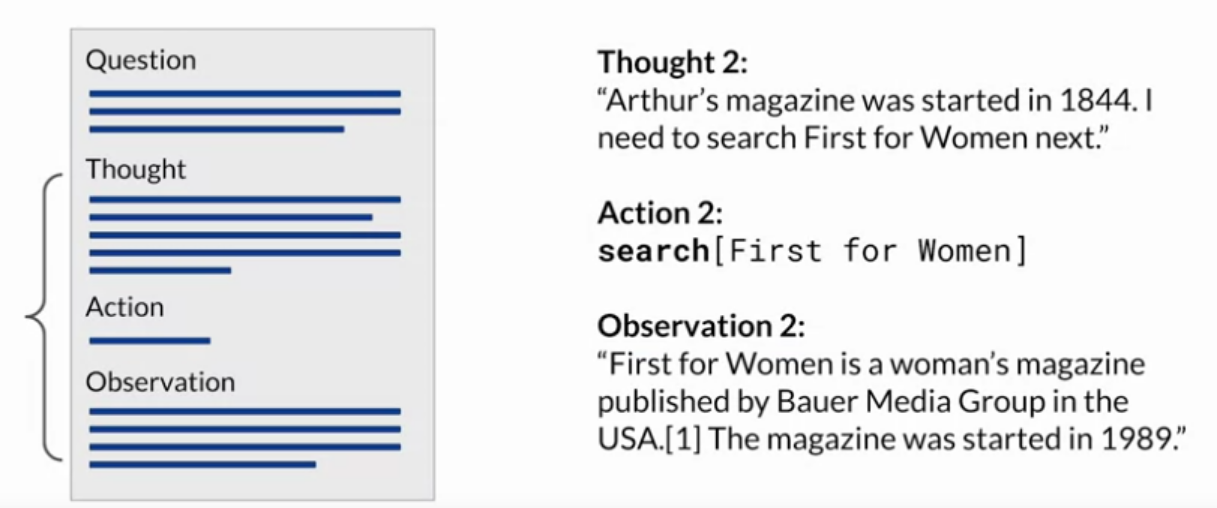 Question
Thought
Action
Observation
Thought 2:
“Arthur’s magazine was started in 1844. I
need to search First for Women next.”
Action 2:
search[First for Women]
Observation 2:
“First for Women is a woman’s magazine
published by Bauer Media Group in the
USA.[1] The magazine was started in 1989.”